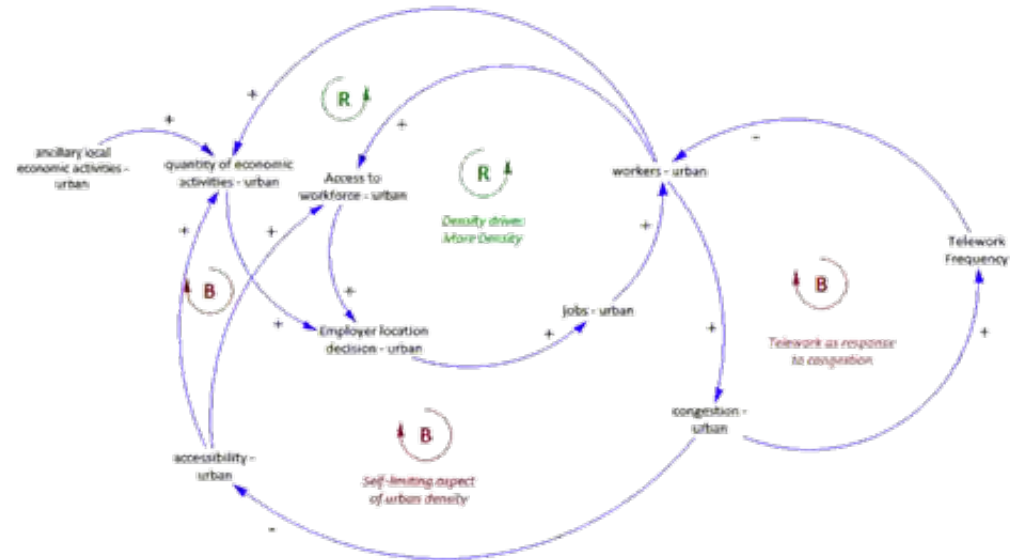 +
R
+
+
-
ancillary local
economic activities -
urban
quantity of economic
activities - urban
Access to
workforce - urban
R
workers - urban
Density drives
More Density
+
+
+
Telework
Frequency
B
+
B
+
Employer location
decision - urban
jobs - urban
+
+
+
+
Telework as response
to congestion
congestion -
urban
B
accessibility -
urban
Self-limiting aspect
of urban density
-